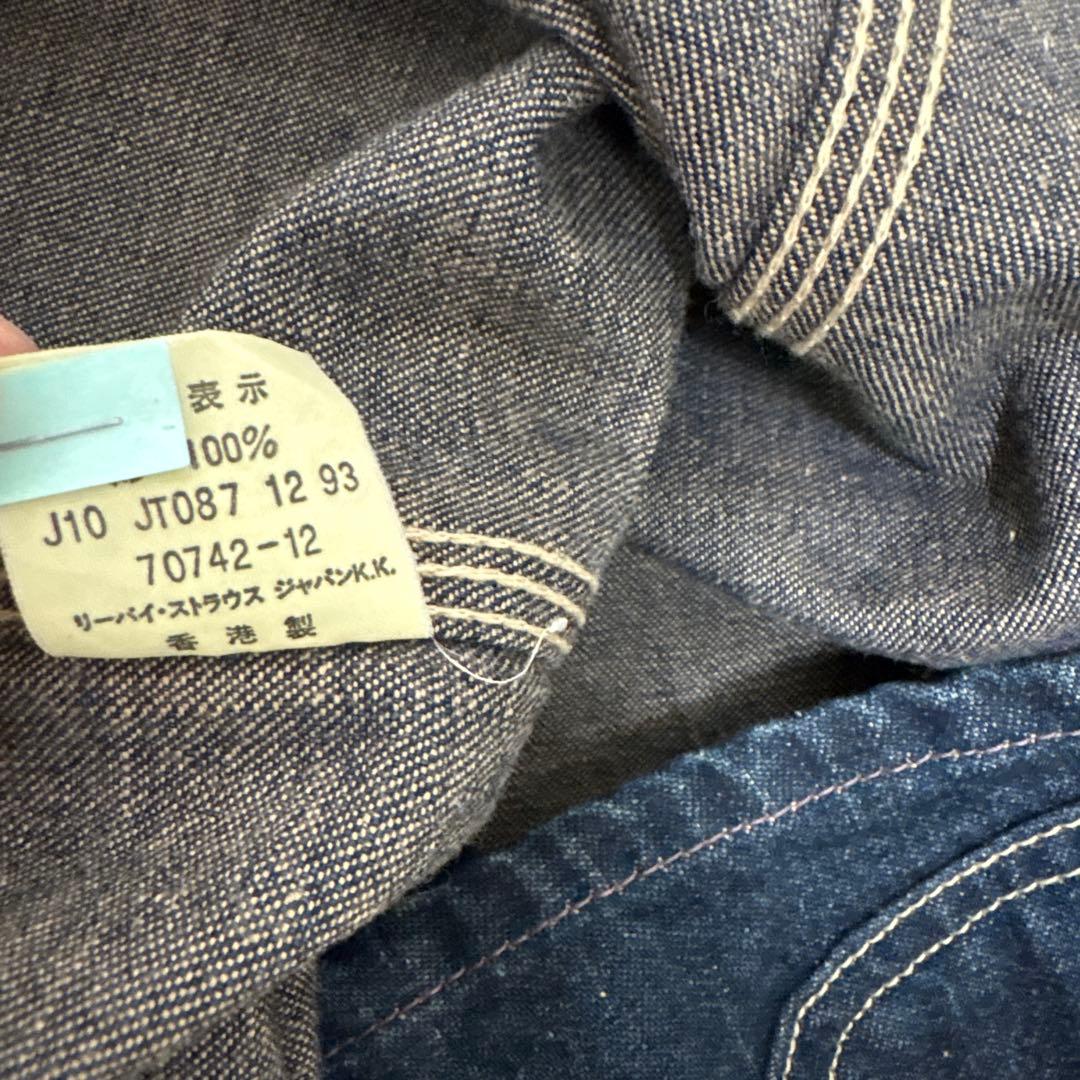 表示
100%
J10 JT087 12 93
70742-12
リーバイ・ストラウス ジャパンK.K.
香港製